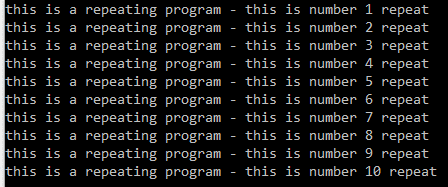 this is a repeating program - this is number 1 repeat
this is a repeating program - this is number 2 repeat
this is a repeating program - this is number 3 repeat
this is a repeating program - this is number 4 repeat
this is a repeating program - this is number 5 repeat
this is a repeating program - this is number 6 repeat
this is a repeating program - this is number 7 repeat
this is a repeating program - this is number 8 repeat
this is a repeating program - this is number 9 repeat
this is a repeating program - this is number 10 repeat